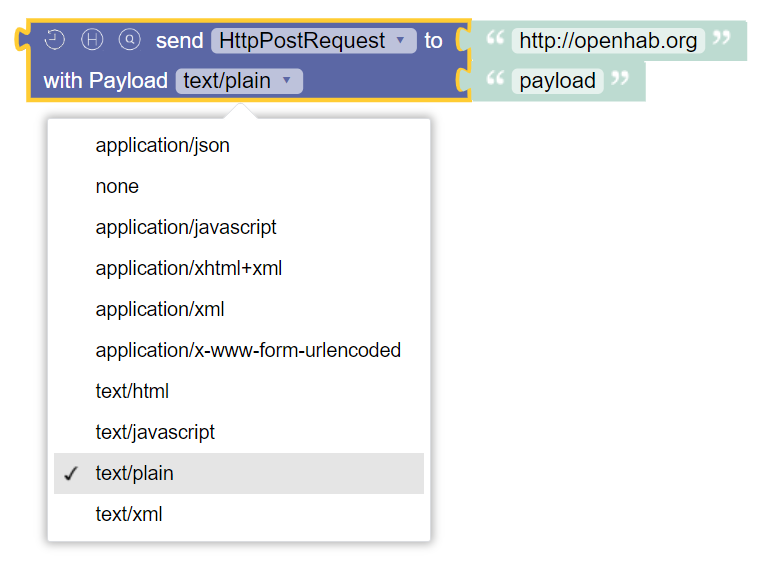 H send HttpPostRequest to “ http://openhab.org ”
with Payload text/plain “ payload ”
application/json
none
application/javascript
application/xhtml+xml
application/xml
application/x-www-form-urlencoded
text/html
text/javascript
✓ text/plain
text/xml